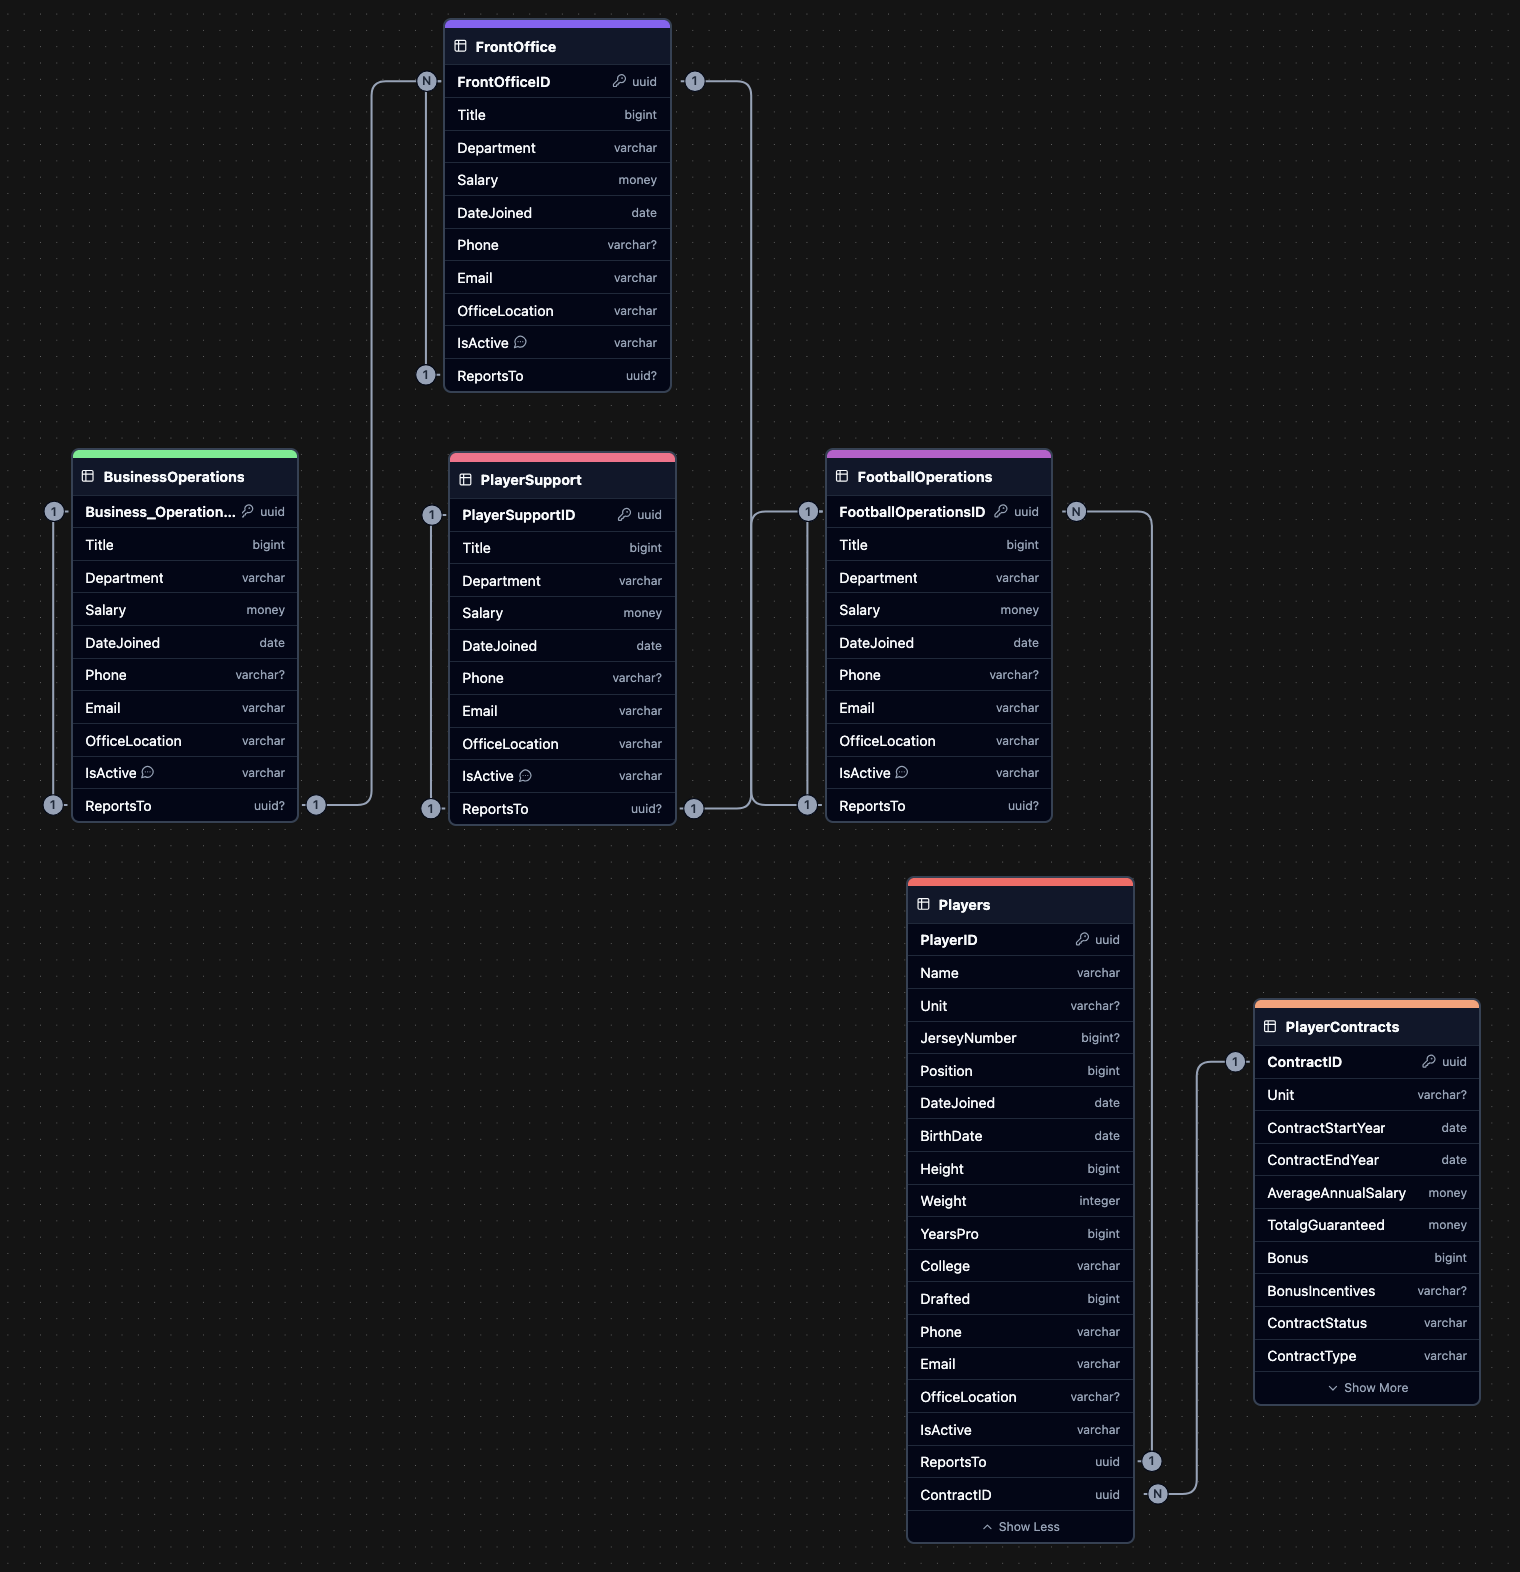 FrontOffice
N
FrontOfficeID uuid
1
Title bigint
Department varchar
Salary money
DateJoined date
Phone varchar?
Email varchar
OfficeLocation varchar
IsActive varchar
1
ReportsTo uuid?
BusinessOperations
1
Business_Operation... uuid
Title bigint
Department varchar
Salary money
DateJoined date
Phone varchar?
Email varchar
OfficeLocation varchar
IsActive varchar
1
ReportsTo uuid?
1
PlayerSupport
1
PlayerSupportID uuid
Title bigint
Department varchar
Salary money
DateJoined date
Phone varchar?
Email varchar
OfficeLocation varchar
IsActive varchar
1
ReportsTo uuid?
1
FootballOperations
1
FootballOperationsID uuid
N
Title bigint
Department varchar
Salary money
DateJoined date
Phone varchar?
Email varchar
OfficeLocation varchar
IsActive varchar
1
ReportsTo uuid?
Players
PlayerID uuid
Name varchar
Unit varchar?
JerseyNumber bigint?
Position bigint
DateJoined date
BirthDate date
Height bigint
Weight integer
YearsPro bigint
College varchar
Drafted bigint
Phone varchar
Email varchar
OfficeLocation varchar?
IsActive varchar
ReportsTo uuid
1
ContractID uuid
N
Show Less
PlayerContracts
1
ContractID uuid
Unit varchar?
ContractStartYear date
ContractEndYear date
AverageAnnualSalary money
TotalgGuaranteed money
Bonus bigint
BonusIncentives varchar?
ContractStatus varchar
ContractType varchar
Show More